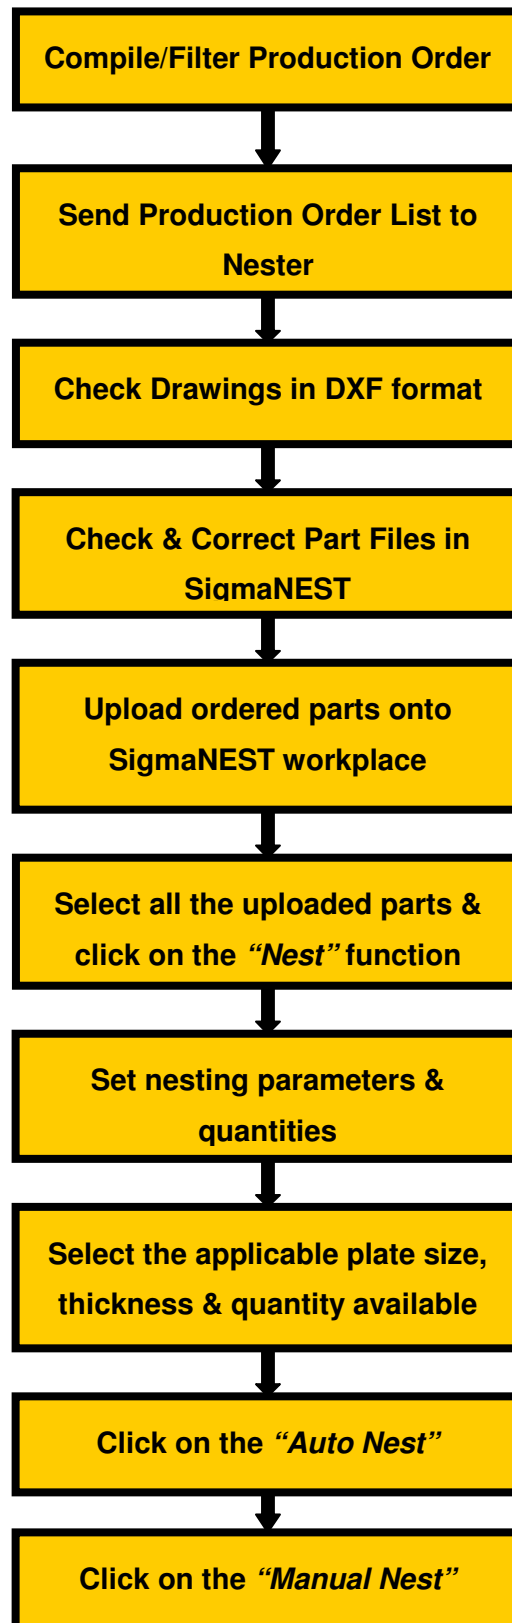 Compile/Filter Production Order
Send Production Order List to
Nester
Check Drawings in DXF format
Check & Correct Part Files in
SigmaNEST
Upload ordered parts onto
SigmaNEST workplace
Select all the uploaded parts &
click on the “Nest” function
Set nesting parameters &
quantities
Select the applicable plate size,
thickness & quantity available
Click on the “Auto Nest”
Click on the “Manual Nest”